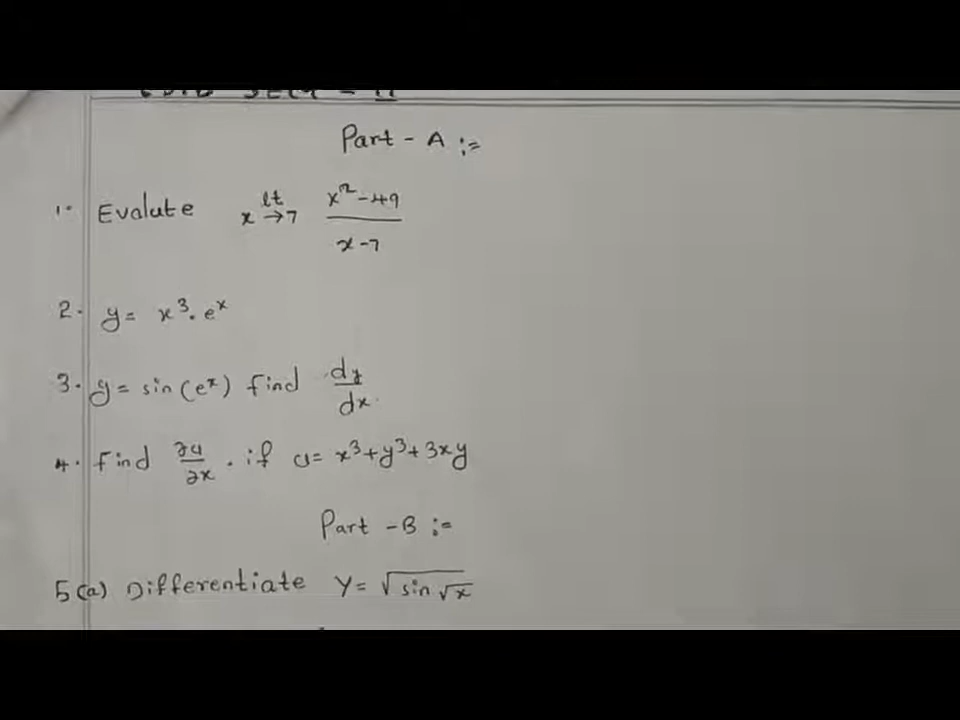 Part - A :=
1. Evalute lt x→7 x²-49 / x-7
2. y = x³.eˣ
3. y = sin(eˣ) find dy/dx.
4. Find ∂u/∂x . if u = x³+y³+3xy
Part - B :=
5(a) Differentiate Y = √sin√x